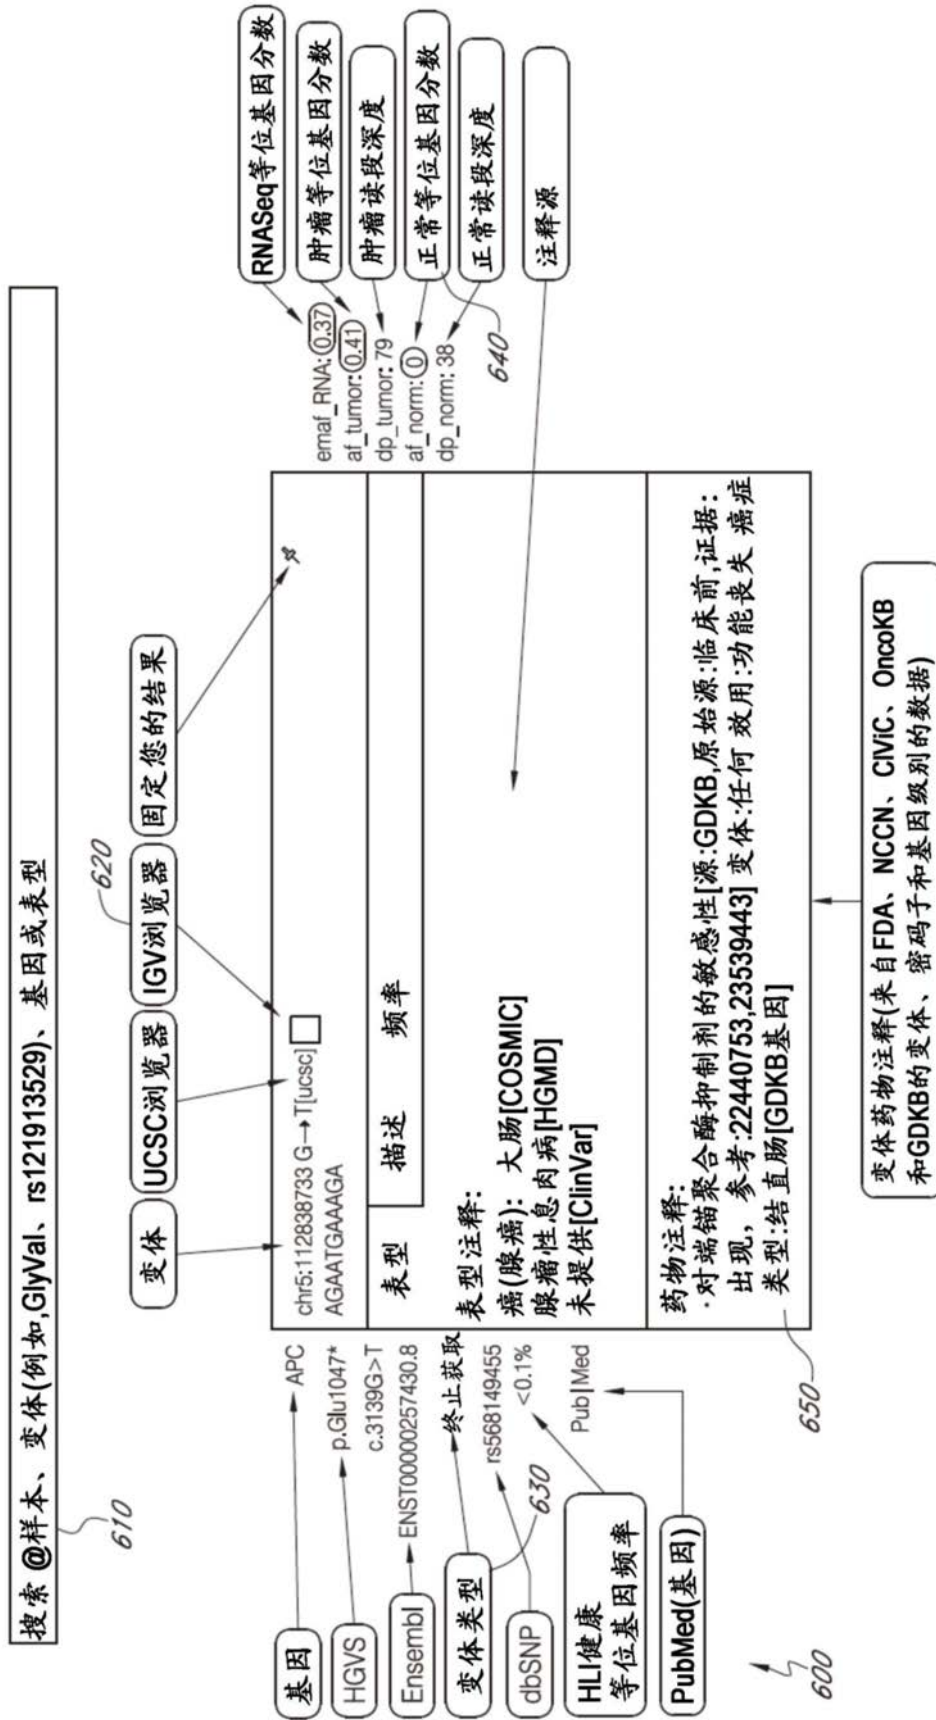 搜索 @样本、变体(例如,GlyVal、rs121913529)、基因或表型
610
620
变体
UCSC浏览器
IGV浏览器
固定您的结果
基因
HGVS
Ensembl
变体类型
dbSNP
HLI健康
等位基因频率
PubMed(基因)
600
630
APC
p.Glu1047*
c.3139G>T
ENST00000257430.8
终止获取
rs568149455
<0.1%
Pub|Med
chr5:112838733 G→T[ucsc]
AGAATGAAAGA
表型 描述 频率
表型注释:
癌(腺癌): 大肠[COSMIC]
腺瘤性息肉病[HGMD]
未提供[ClinVar]
药物注释:
·对端锚聚合酶抑制剂的敏感性[源:GDKB,原始源:临床前,证据:
出现, 参考:22440753,23539443] 变体:任何 效用:功能丧失 癌症
类型:结直肠[GDKB基因]
650
变体药物注释(来自FDA、NCCN、CIViC、OncoKB
和GDKB的变体、密码子和基因级别的数据)
emaf_RNA:0.37
af_tumor:0.41
dp_tumor: 79
af_norm:0
dp_norm: 38
640
RNASeq等位基因分数
肿瘤等位基因分数
肿瘤读段深度
正常等位基因分数
正常读段深度
注释源